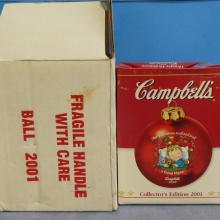 FRAGILE HANDLE
WITH CARE
BALL 2001
Campbell's
Collector's Edition 2001